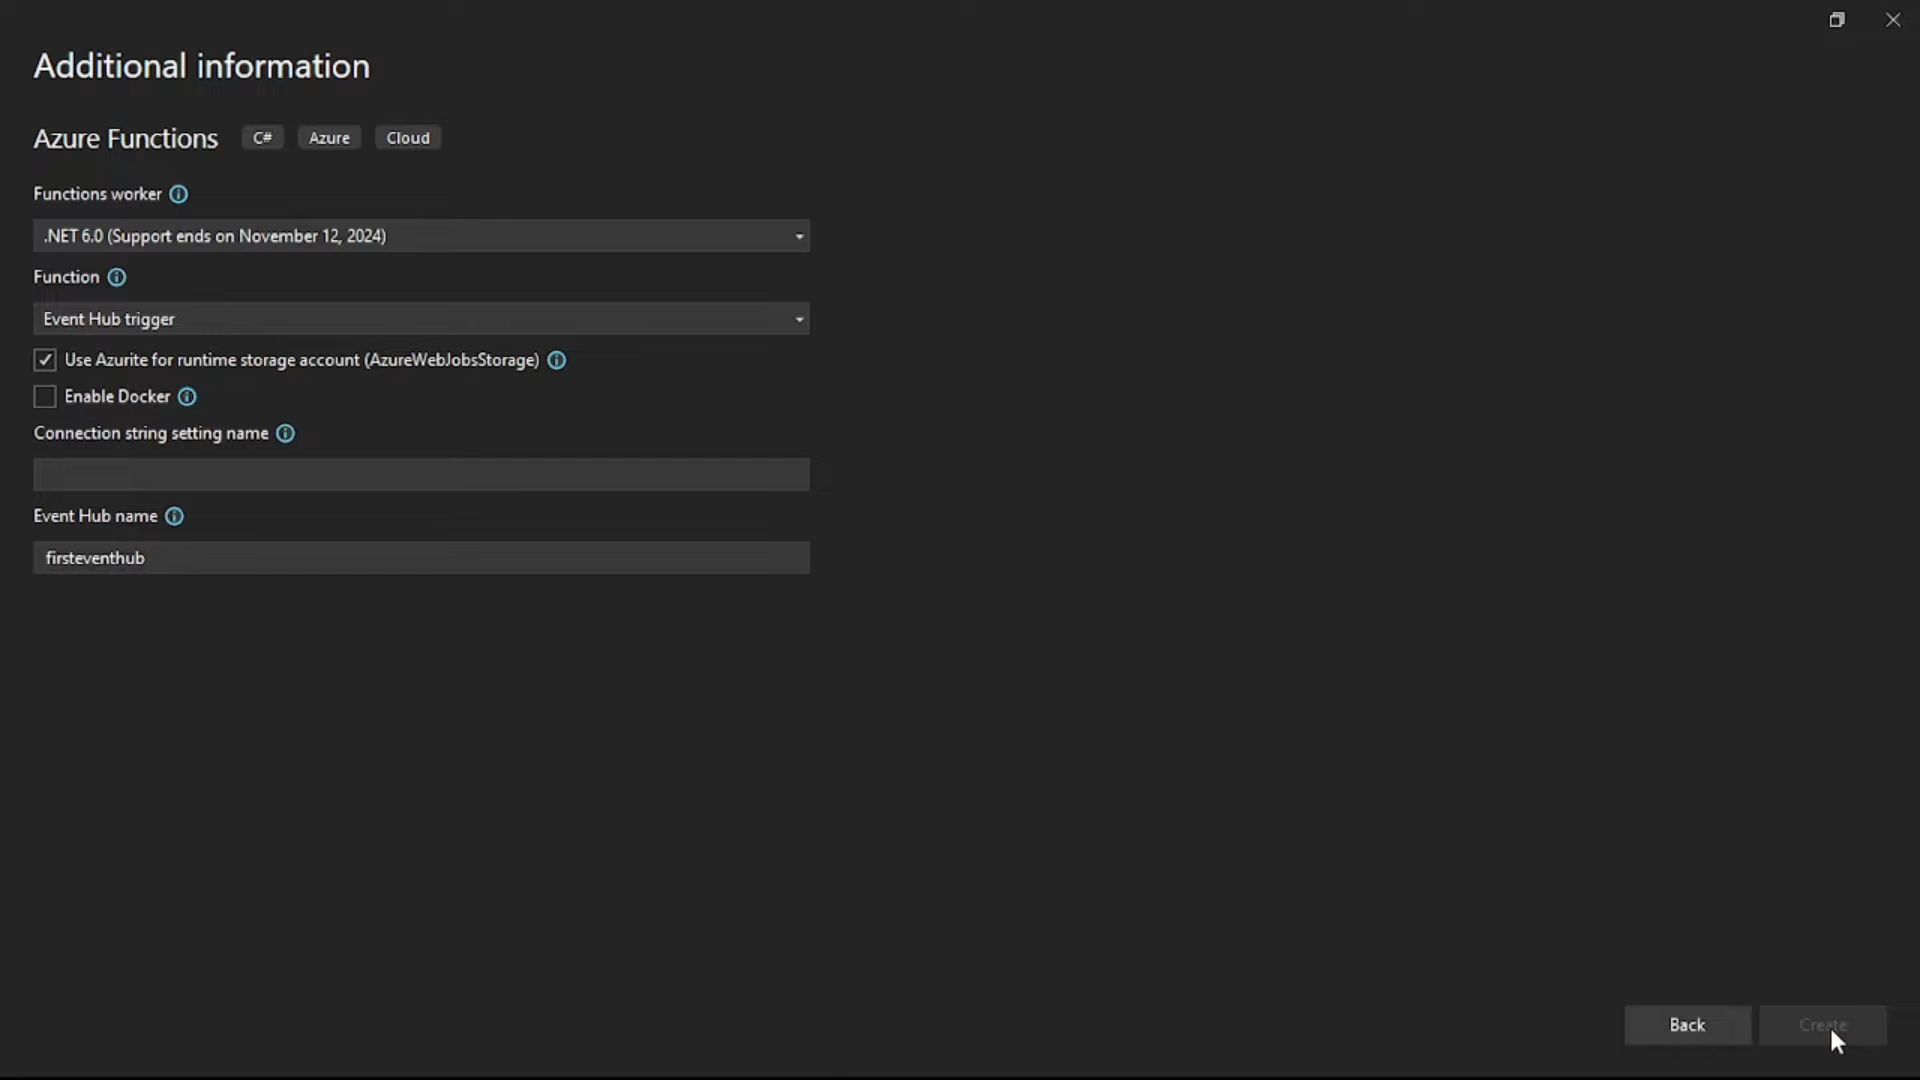 Additional information
Azure Functions C# Azure Cloud
Functions worker
.NET 6.0 (Support ends on November 12, 2024)
Function
Event Hub trigger
Use Azurite for runtime storage account (AzureWebJobsStorage)
Enable Docker
Connection string setting name
Event Hub name
firsteventhub
Back Create